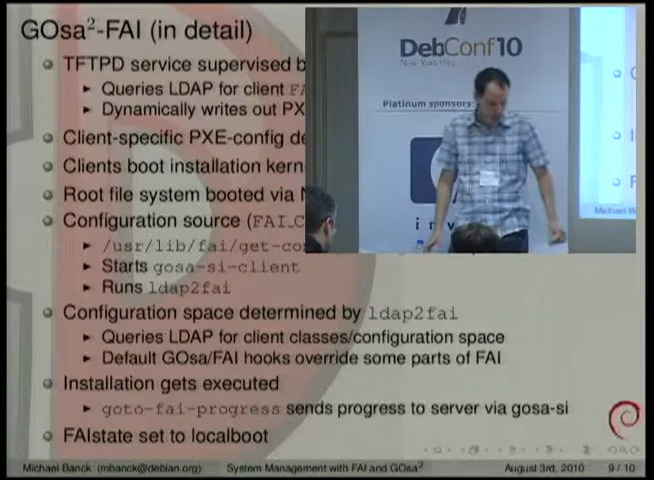 GOsa²-FAI (in detail)
TFTPD service supervised b
Queries LDAP for client FA
Dynamically writes out PX
Client-specific PXE-config de
Clients boot installation kern
Root file system booted via N
Configuration source (FAI_C
/usr/lib/fai/get-co
Starts gosa-si-client
Runs ldap2fai
Configuration space determined by ldap2fai
Queries LDAP for client classes/configuration space
Default GOsa/FAI hooks override some parts of FAI
Installation gets executed
goto-fai-progress sends progress to server via gosa-si
FAIstate set to localboot
Michael Banck (mbanck@debian.org) System Management with FAI and GOsa² August 3rd, 2010 9 / 10
DebConf10
New York City
Platinum sponsors:
i n v
Michael B